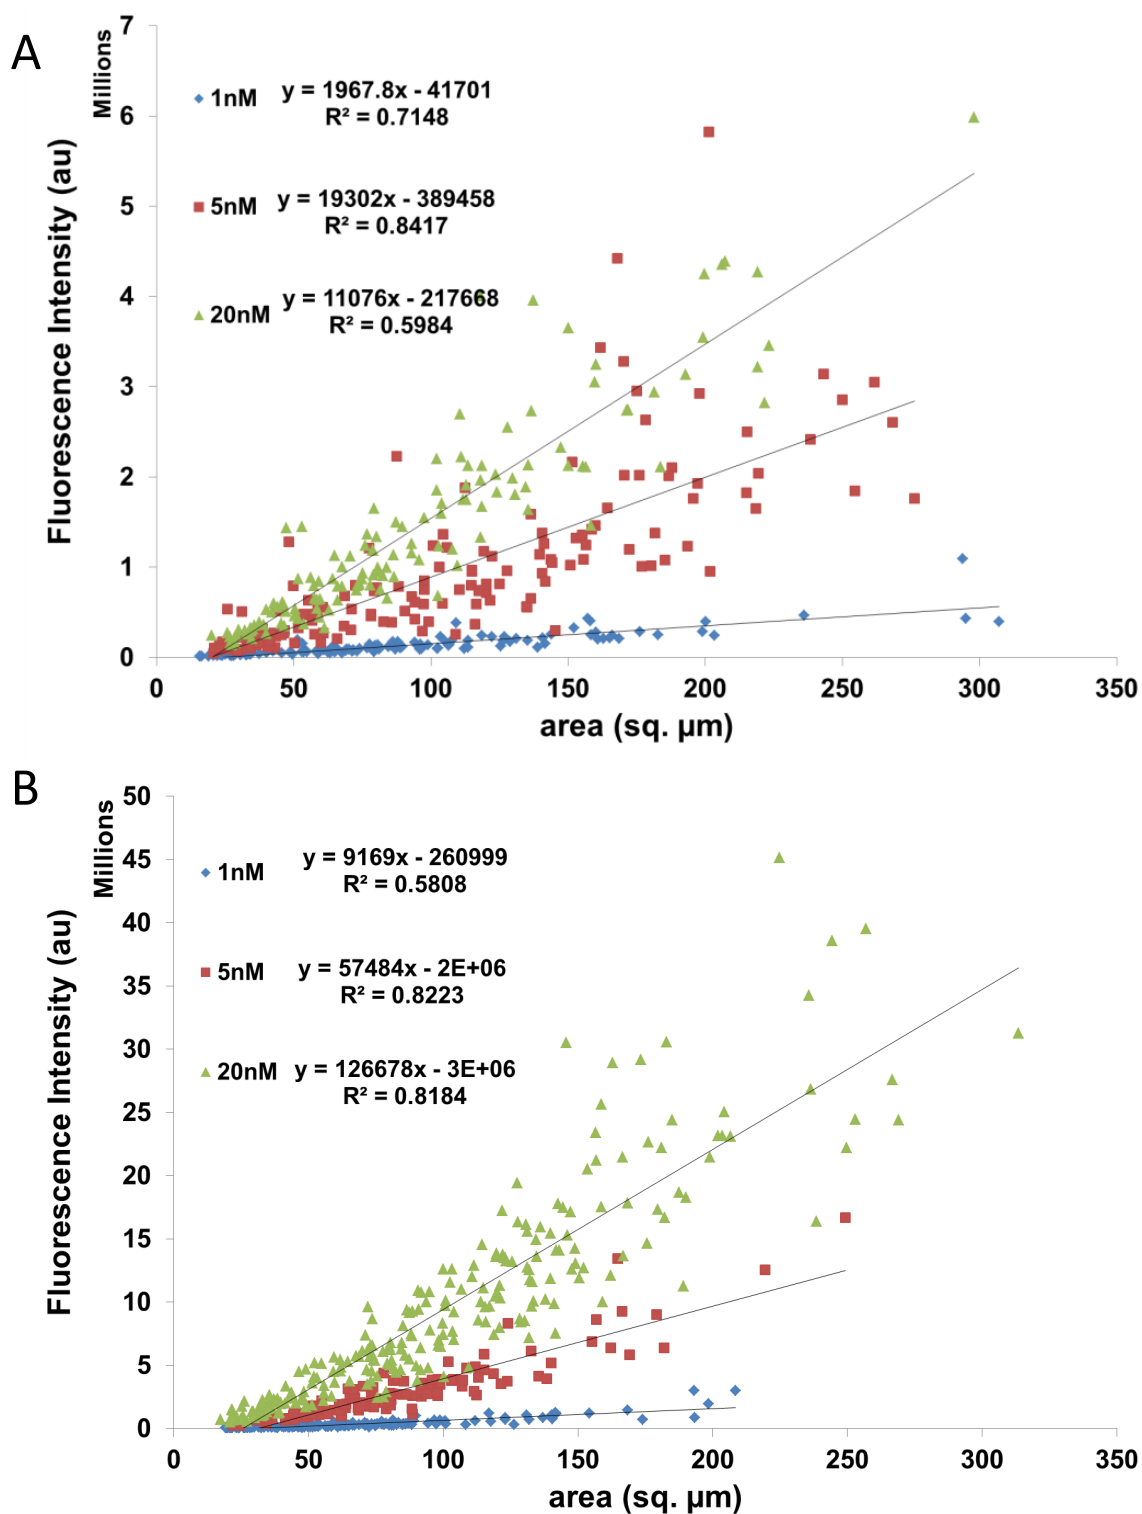 A
Millions
Fluorescence Intensity (au)
7
6
5
4
3
2
1
0
1nM
y = 1967.8x - 41701
R² = 0.7148
5nM
y = 19302x - 389458
R² = 0.8417
20nM
y = 11076x - 217668
R² = 0.5984
0 50 100 150 200 250 300 350
area (sq. µm)
B
Millions
Fluorescence Intensity (au)
50
45
40
35
30
25
20
15
10
5
0
1nM
y = 9169x - 260999
R² = 0.5808
5nM
y = 57484x - 2E+06
R² = 0.8223
20nM
y = 126678x - 3E+06
R² = 0.8184
0 50 100 150 200 250 300 350
area (sq. µm)